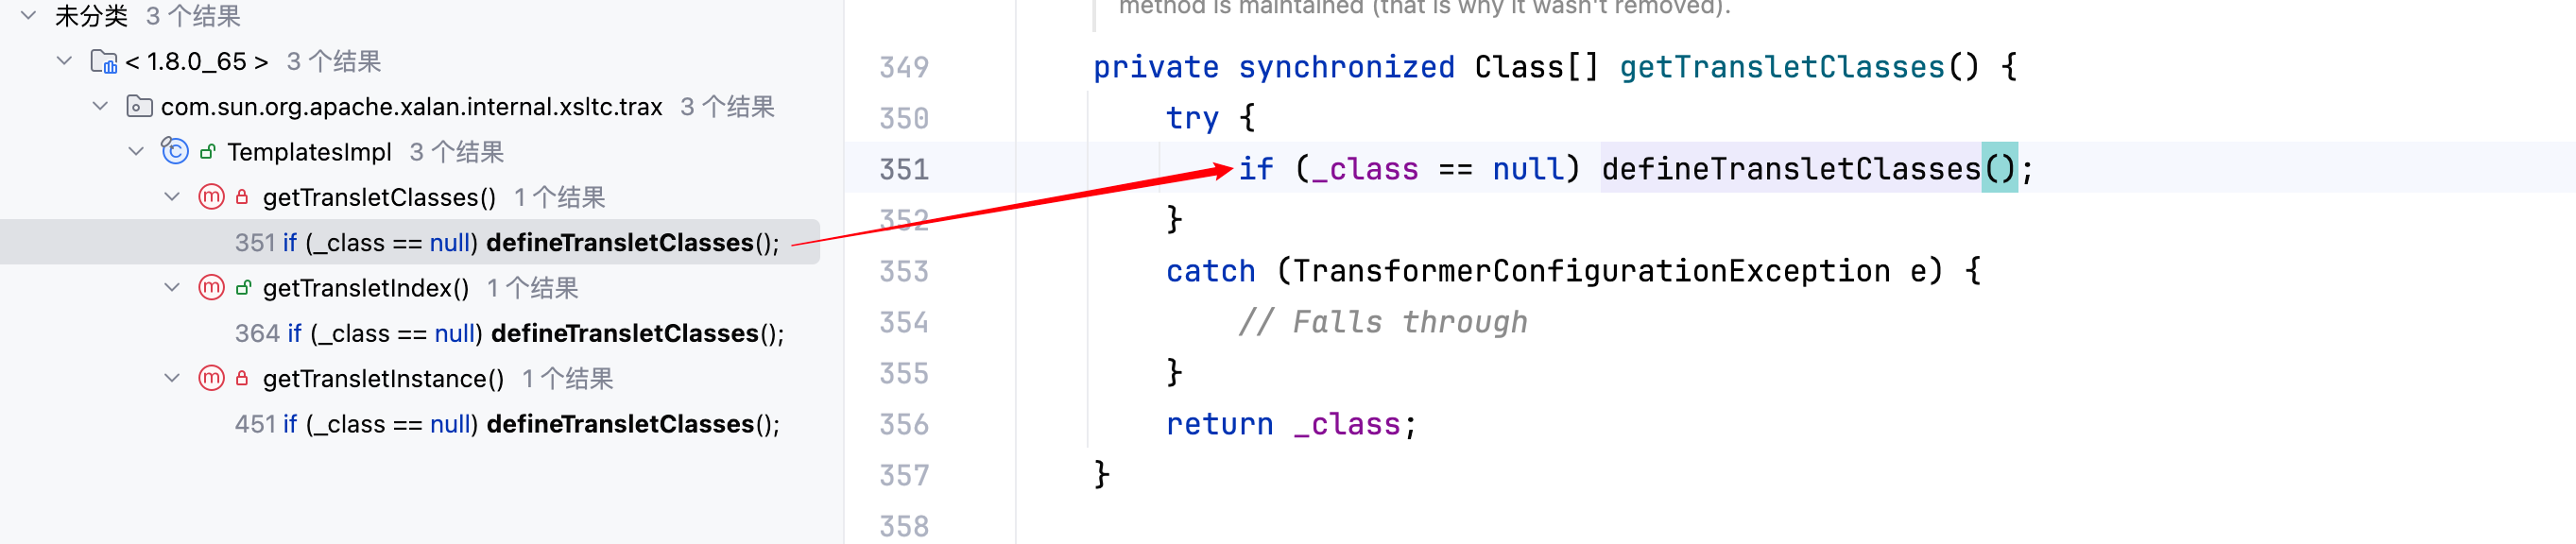 未分类 3 个结果
< 1.8.0_65 > 3 个结果
com.sun.org.apache.xalan.internal.xsltc.trax 3 个结果
TemplatesImpl 3 个结果
getTransletClasses() 1 个结果
351 if (_class == null) defineTransletClasses();
getTransletIndex() 1 个结果
364 if (_class == null) defineTransletClasses();
getTransletInstance() 1 个结果
451 if (_class == null) defineTransletClasses();
method is maintained (that is why it wasn't removed).
349 private synchronized Class[] getTransletClasses() {
350 try {
351 if (_class == null) defineTransletClasses();
352 }
353 catch (TransformerConfigurationException e) {
354 // Falls through
355 }
356 return _class;
357 }
358